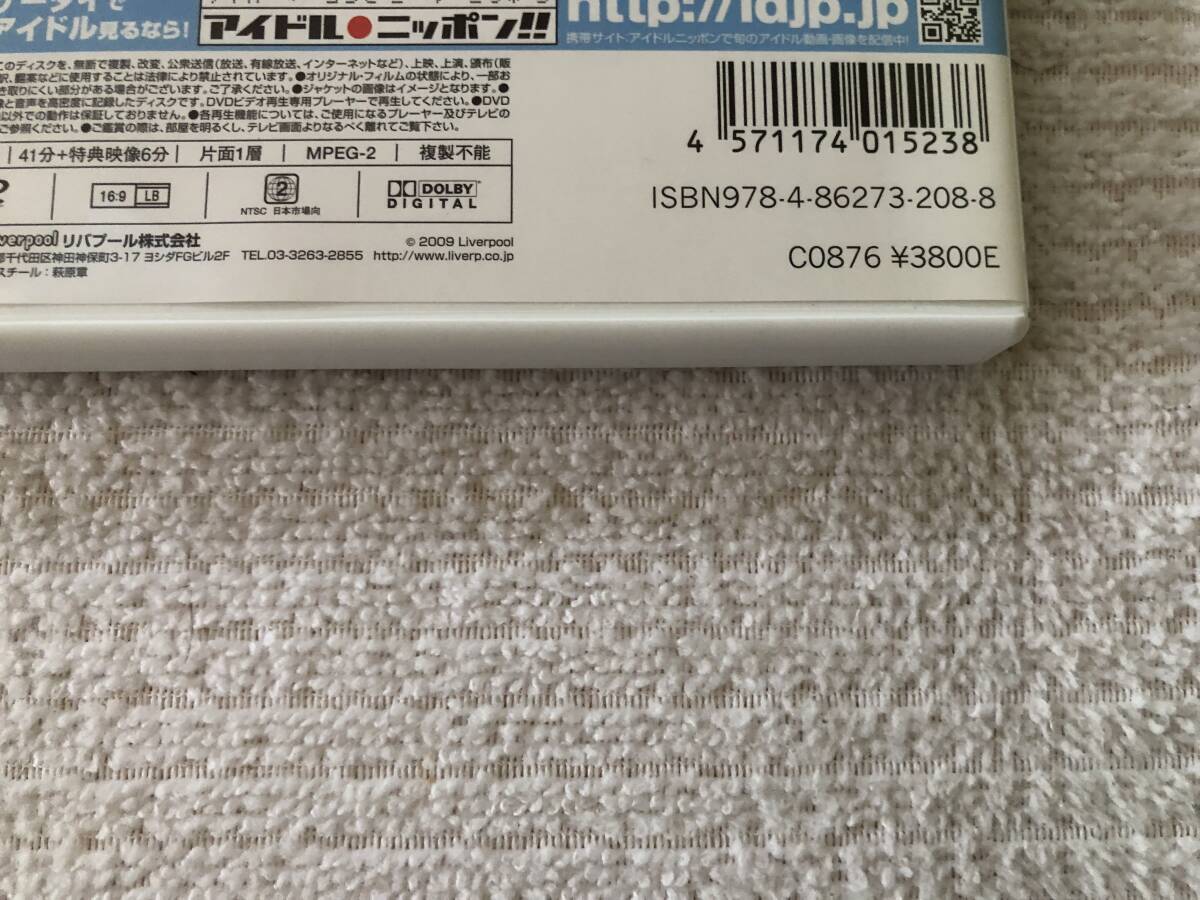 アイドル見るなら!
アイドル●ニッポン!!
http://idjp.jp
携帯サイト:アイドルニッポンで旬のアイドル動画・画像を配信中!
このディスクを、無断で複製、改変、公衆送信(放送、有線放送、インターネットなど)、上映、上演、頒布(販
訳、翻案などに使用することは法律により禁止されています。●オリジナル・フィルムの状態により、一部お
き取りにくい部分がある場合がございます。ご了承ください。●ジャケットの画像はイメージとなります。●
像と音声を高密度に記録したディスクです。DVDビデオ再生専用プレーヤーで再生してください。●DVD
以外での動作は保証しておりません。●各再生機能については、ご使用になるプレーヤー及びテレビの
ご参照ください。●ご鑑賞の際は、部屋を明るくし、テレビ画面よりなるべく離れてご覧下さい。
41分+特典映像6分 片面1層 MPEG-2 複製不能
16:9 LB
2
NTSC 日本市場向
DOLBY
DIGITAL
verpool リバプール株式会社
© 2009 Liverpool
都千代田区神田神保町3-17 ヨシダFGビル2F TEL.03-3263-2855 http://www.liverp.co.jp
スチール:萩原章
4 571174 015238
ISBN978-4-86273-208-8
C0876 ¥3800E